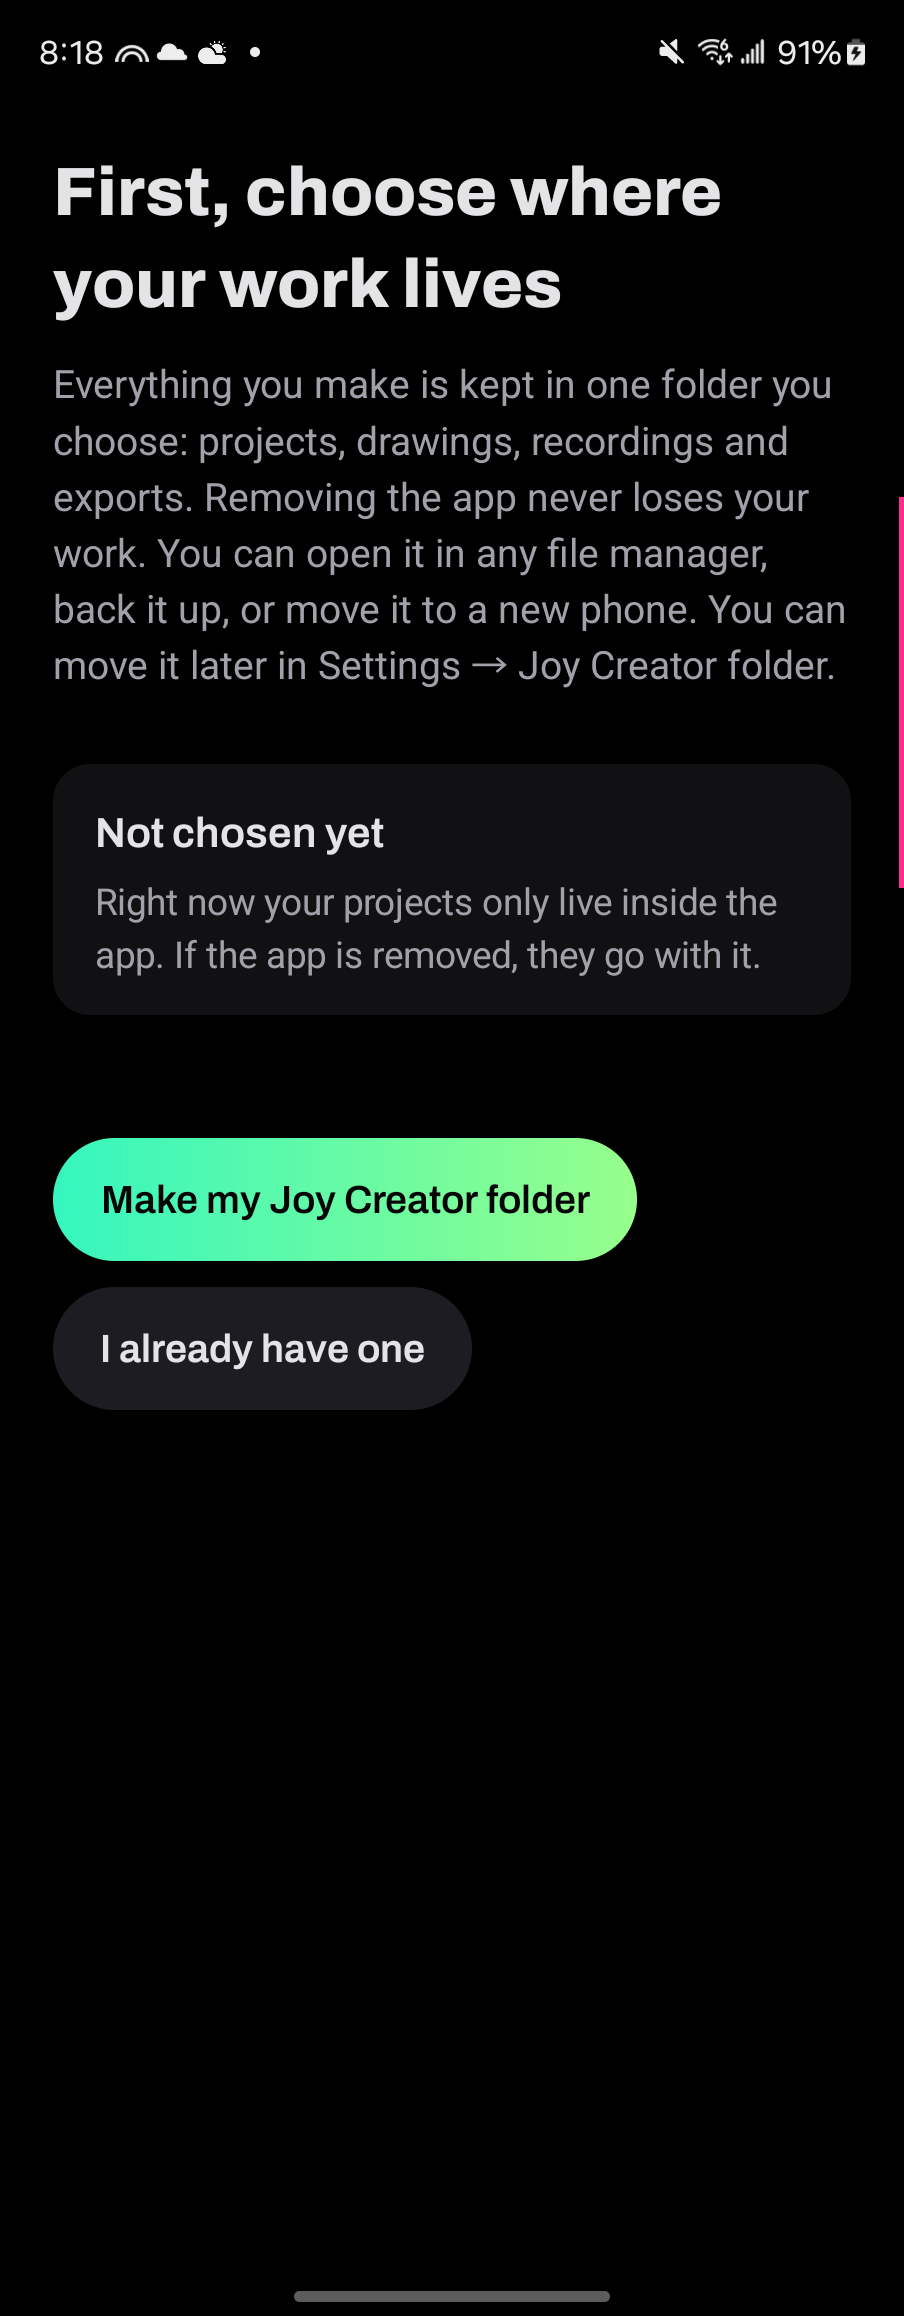 8:18
91%
First, choose where
your work lives
Everything you make is kept in one folder you
choose: projects, drawings, recordings and
exports. Removing the app never loses your
work. You can open it in any file manager,
back it up, or move it to a new phone. You can
move it later in Settings → Joy Creator folder.
Not chosen yet
Right now your projects only live inside the
app. If the app is removed, they go with it.
Make my Joy Creator folder
I already have one